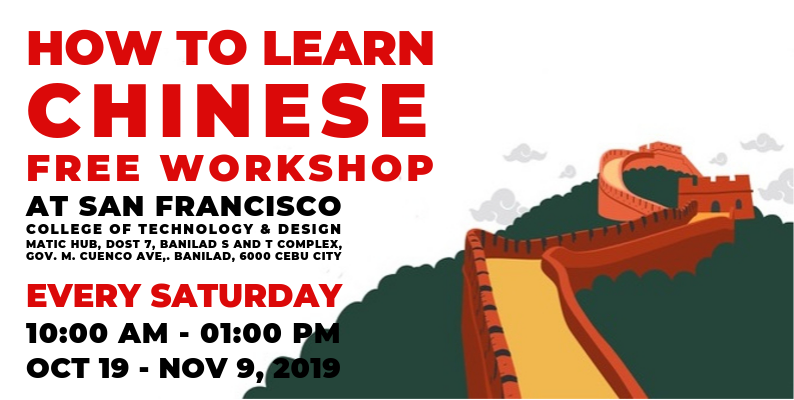 HOW TO LEARN
CHINESE
FREE WORKSHOP
AT SAN FRANCISCO
COLLEGE OF TECHNOLOGY & DESIGN
MATIC HUB, DOST 7, BANILAD S AND T COMPLEX,
GOV. M. CUENCO AVE,. BANILAD, 6000 CEBU CITY
EVERY SATURDAY
10:00 AM - 01:00 PM
OCT 19 - NOV 9, 2019